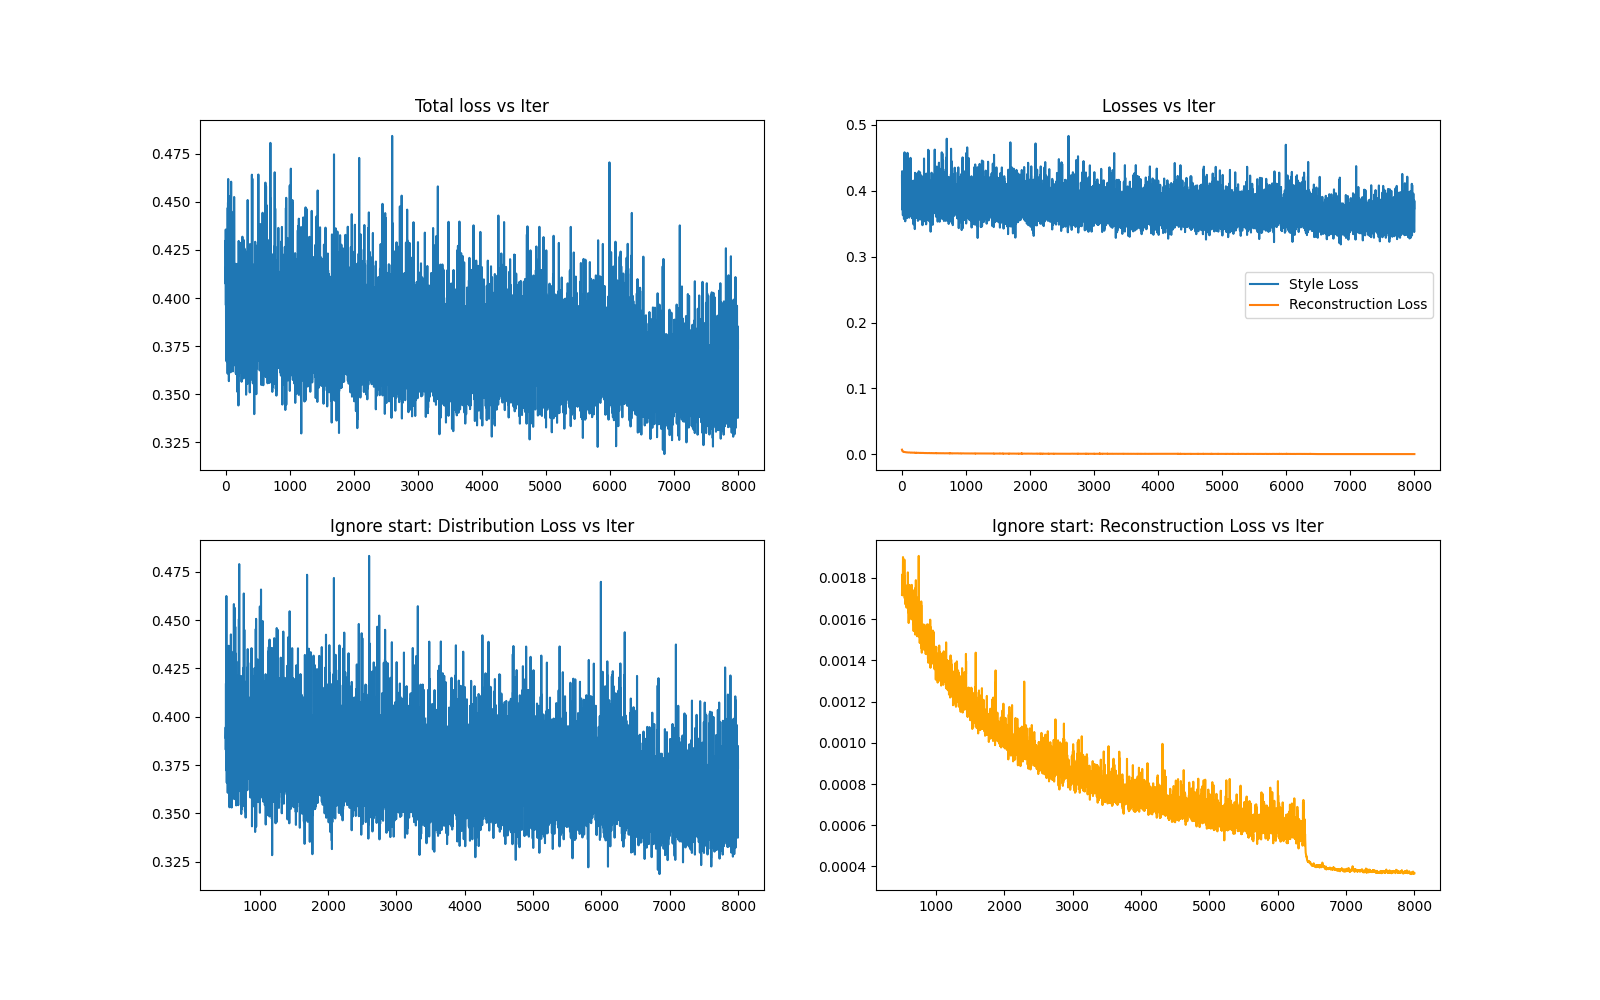 Total loss vs Iter
0.475
0.450
0.425
0.400
0.375
0.350
0.325
0 1000 2000 3000 4000 5000 6000 7000 8000
Losses vs Iter
0.5
0.4
0.3
0.2
0.1
0.0
Style Loss
Reconstruction Loss
0 1000 2000 3000 4000 5000 6000 7000 8000
Ignore start: Distribution Loss vs Iter
0.475
0.450
0.425
0.400
0.375
0.350
0.325
1000 2000 3000 4000 5000 6000 7000 8000
Ignore start: Reconstruction Loss vs Iter
0.0018
0.0016
0.0014
0.0012
0.0010
0.0008
0.0006
0.0004
1000 2000 3000 4000 5000 6000 7000 8000